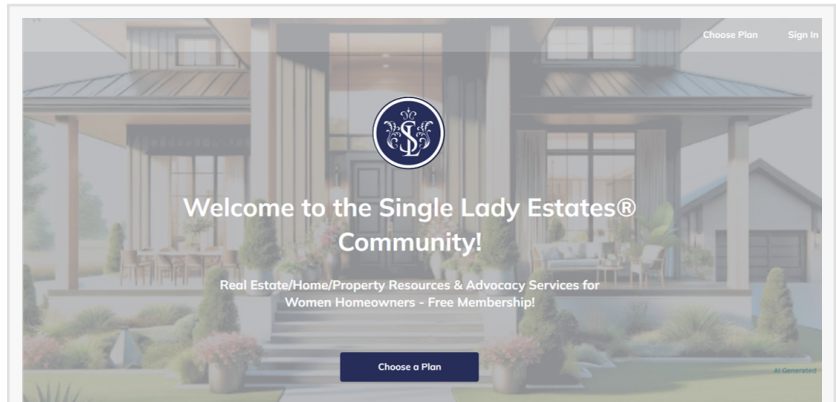 Choose Plan Sign In
SL
Welcome to the Single Lady Estates®
Community!
Real Estate/Home/Property Resources & Advocacy Services for
Women Homeowners - Free Membership!
Choose a Plan
AI Generated